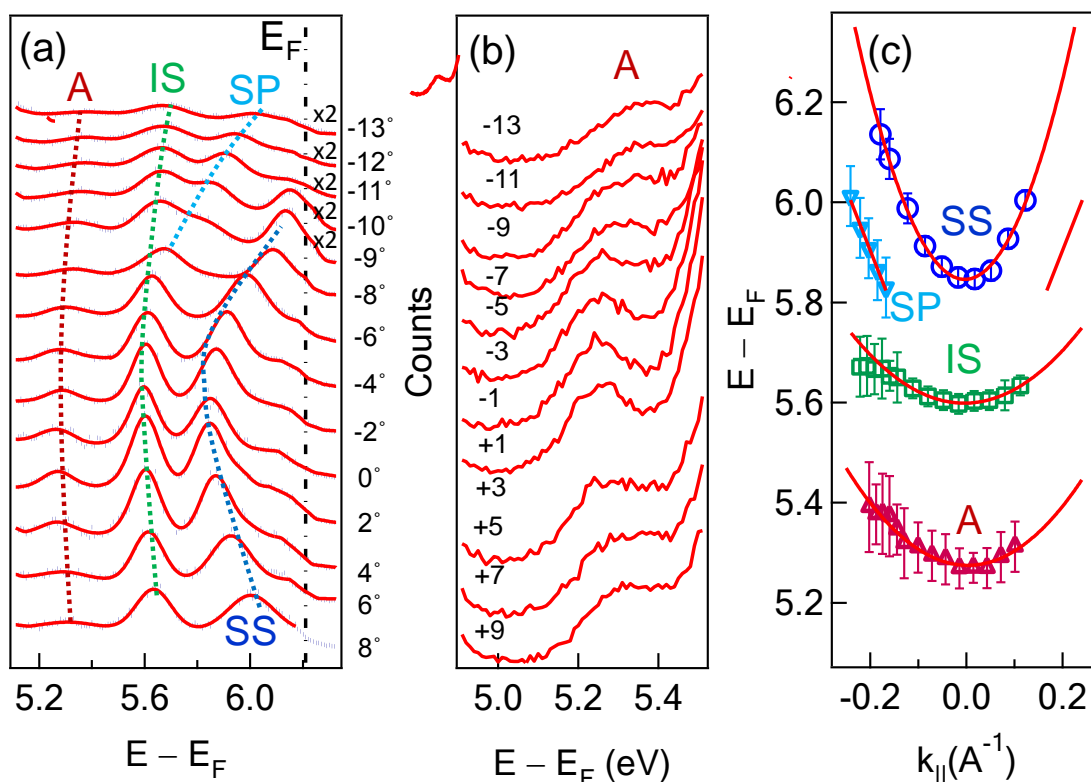 (a)
E_F
A
IS
SP
x2
x2
x2
x2
x2
-13°
-12°
-11°
-10°
-9°
-8°
-6°
-4°
-2°
0°
2°
4°
6°
8°
SS
5.2
5.6
6.0
E – E_F
Counts
(b)
A
-13
-11
-9
-7
-5
-3
-1
+1
+3
+5
+7
+9
5.0
5.2
5.4
E – E_F (eV)
E – E_F
(c)
6.2
6.0
5.8
5.6
5.4
5.2
SS
SP
IS
A
-0.2
0.0
0.2
k_||(A^-1)